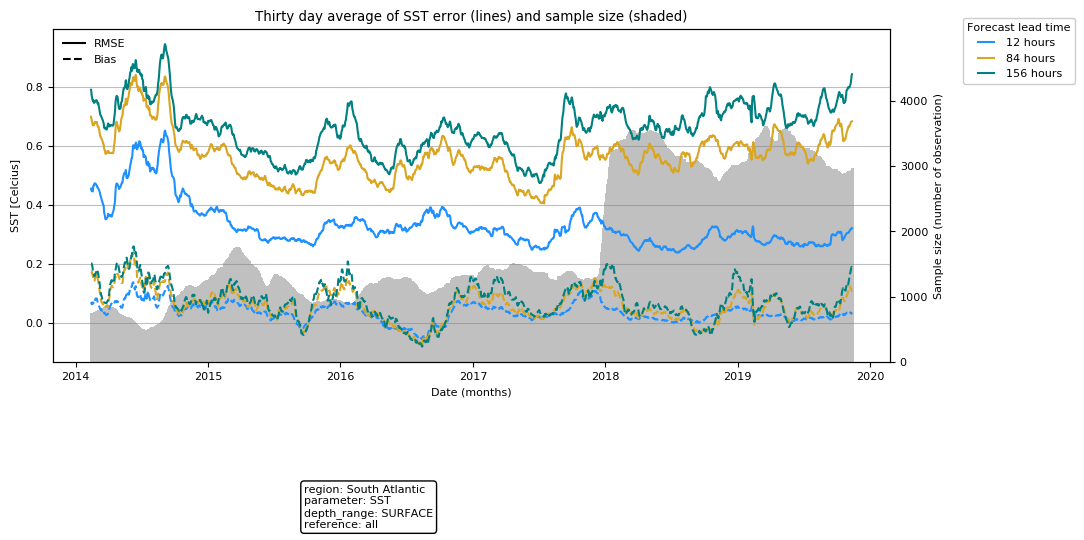 Thirty day average of SST error (lines) and sample size (shaded)
RMSE
Bias
Forecast lead time
12 hours
84 hours
156 hours
SST [Celcius]
0.8
0.6
0.4
0.2
0.0
4000
3000
2000
1000
0
Sample size (number of observation)
2014 2015 2016 2017 2018 2019 2020
Date (months)
region: South Atlantic
parameter: SST
depth_range: SURFACE
reference: all